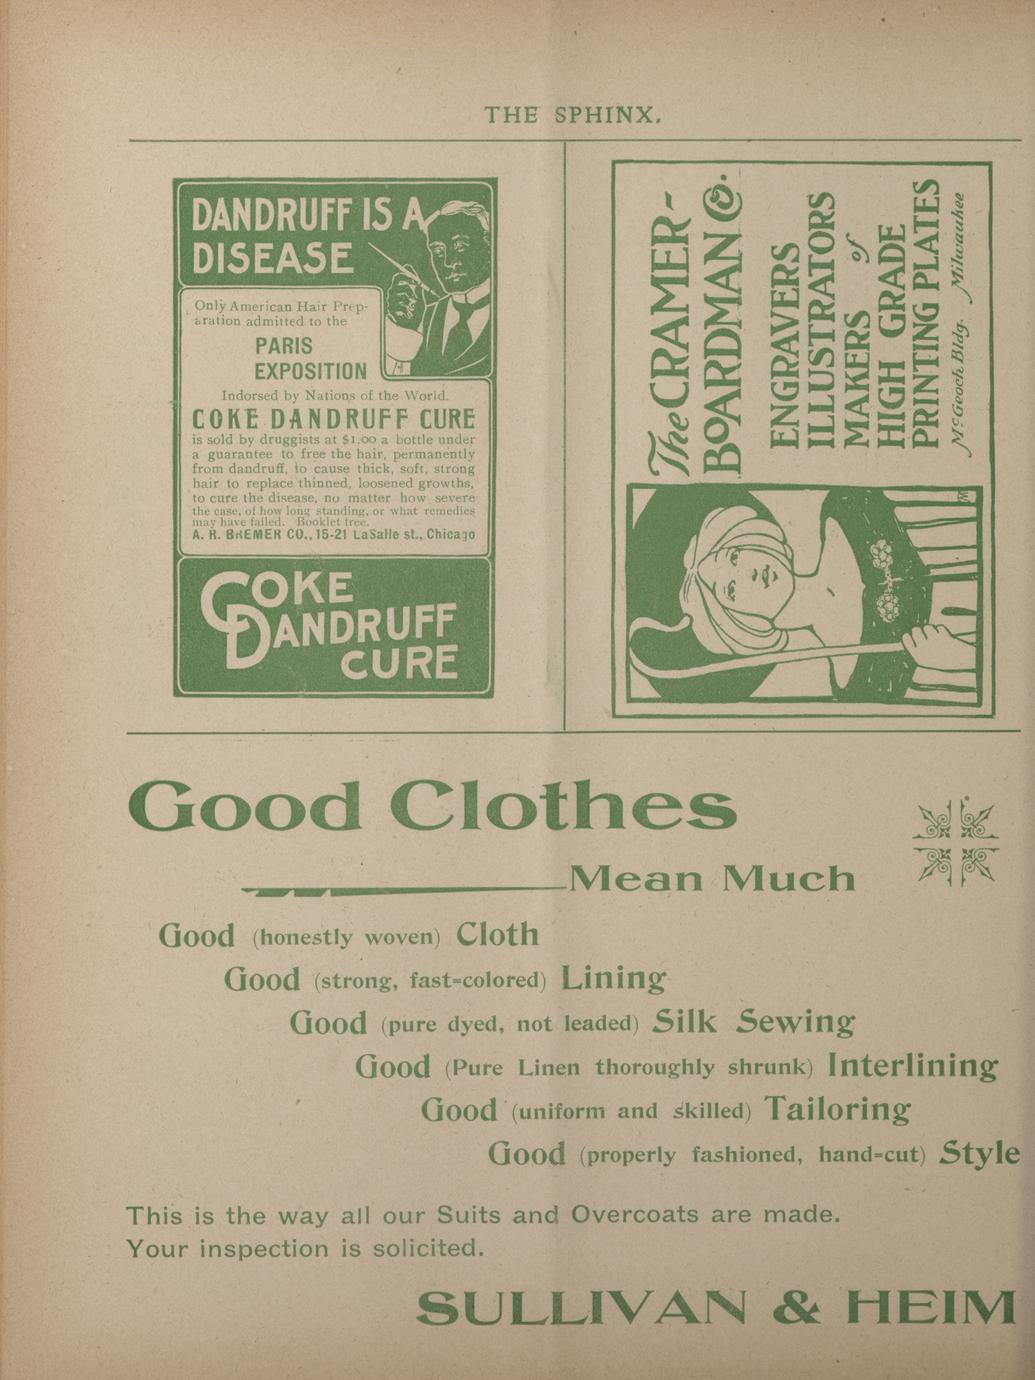 THE SPHINX.
DANDRUFF IS A
DISEASE
Only American Hair Prep-
aration admitted to the
PARIS
EXPOSITION
Indorsed by Nations of the World.
COKE DANDRUFF CURE
is sold by druggists at $1.00 a bottle under
a guarantee to free the hair, permanently
from dandruff, to cause thick, soft, strong
hair to replace thinned, loosened growths,
to cure the disease, no matter how severe
the case, of how long standing, or what remedies
may have failed. Booklet free.
A. R. BREMER CO., 15-21 LaSalle st., Chicago
COKE
DANDRUFF
CURE
The CRAMER-
BOARDMAN Co.
ENGRAVERS
ILLUSTRATORS
MAKERS of
HIGH GRADE
PRINTING PLATES
McGeoch Bldg. Milwaukee
Good Clothes
Mean Much
Good (honestly woven) Cloth
Good (strong, fast=colored) Lining
Good (pure dyed, not leaded) Silk Sewing
Good (Pure Linen thoroughly shrunk) Interlining
Good (uniform and skilled) Tailoring
Good (properly fashioned, hand=cut) Style
This is the way all our Suits and Overcoats are made.
Your inspection is solicited.
SULLIVAN & HEIM